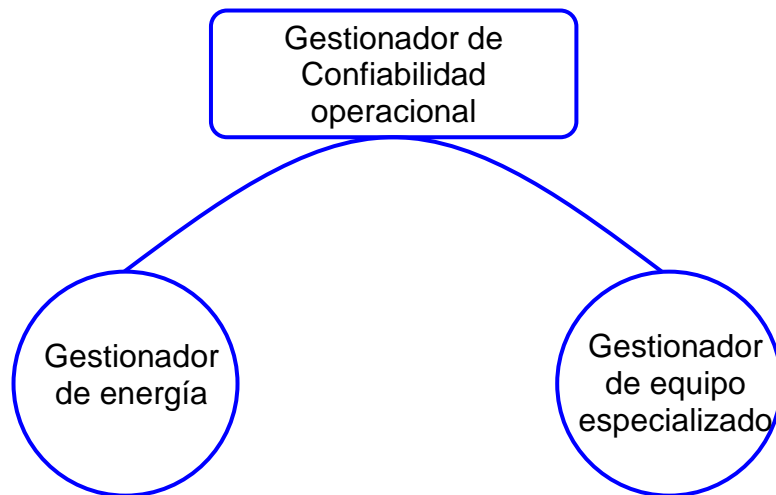 Gestionador de
Confiabilidad
operacional
Gestionador
de energía
Gestionador
de equipo
especializado